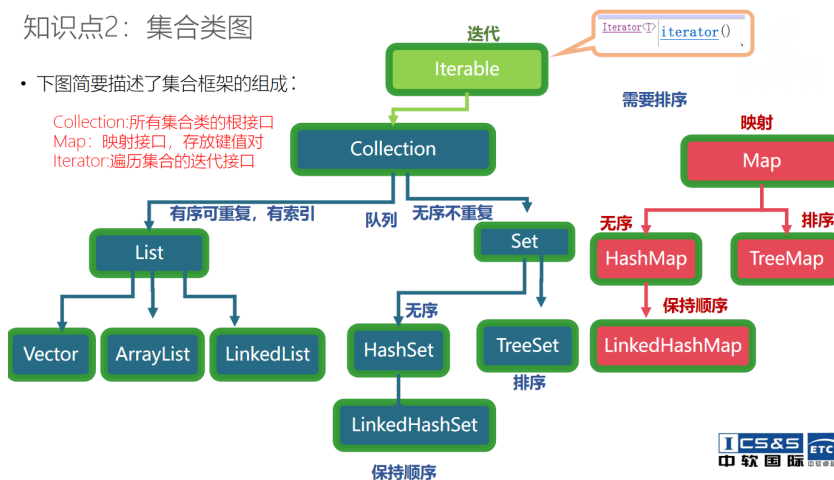 知识点2：集合类图
迭代
Iterator<T> iterator()
、
Iterable
• 下图简要描述了集合框架的组成：
需要排序
Collection:所有集合类的根接口
Map：映射接口，存放键值对
Iterator:遍历集合的迭代接口
映射
Collection
Map
有序可重复，有索引
队列
无序不重复
无序
排序
List
Set
HashMap
TreeMap
无序
保持顺序
Vector
ArrayList
LinkedList
HashSet
TreeSet
LinkedHashMap
排序
LinkedHashSet
保持顺序
ICS&S
中软国际
ETC